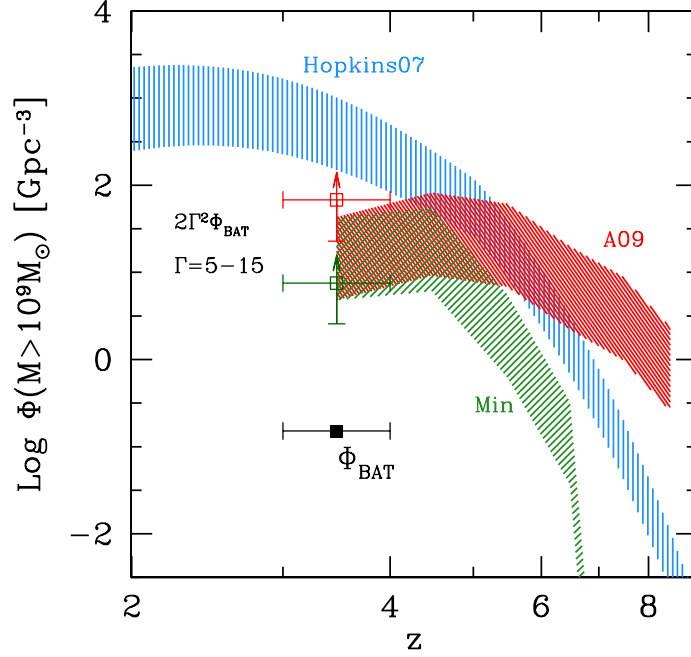 4
Hopkins07
2
2Γ²Φ_BAT
A09
Γ=5−15
0
Min
Φ_BAT
−2
2
4
6
8
z
Log Φ(M>10⁹M_⊙) [Gpc⁻³]